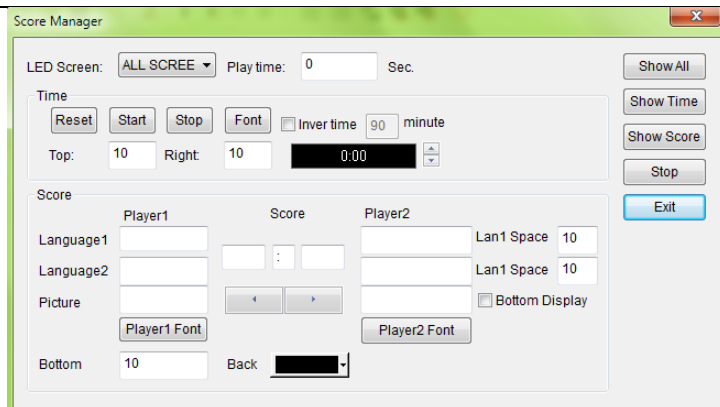 Score Manager
x
LED Screen: ALL SCREE Play time: 0 Sec. Show All
Time
Reset Start Stop Font Inver time 90 minute Show Time
Top: 10 Right: 10 0:00 Show Score
Stop
Score
Exit
Player1 Score Player2
Language1 Lan1 Space 10
:
Language2 Lan1 Space 10
Picture Bottom Display
Player1 Font Player2 Font
Bottom 10 Back